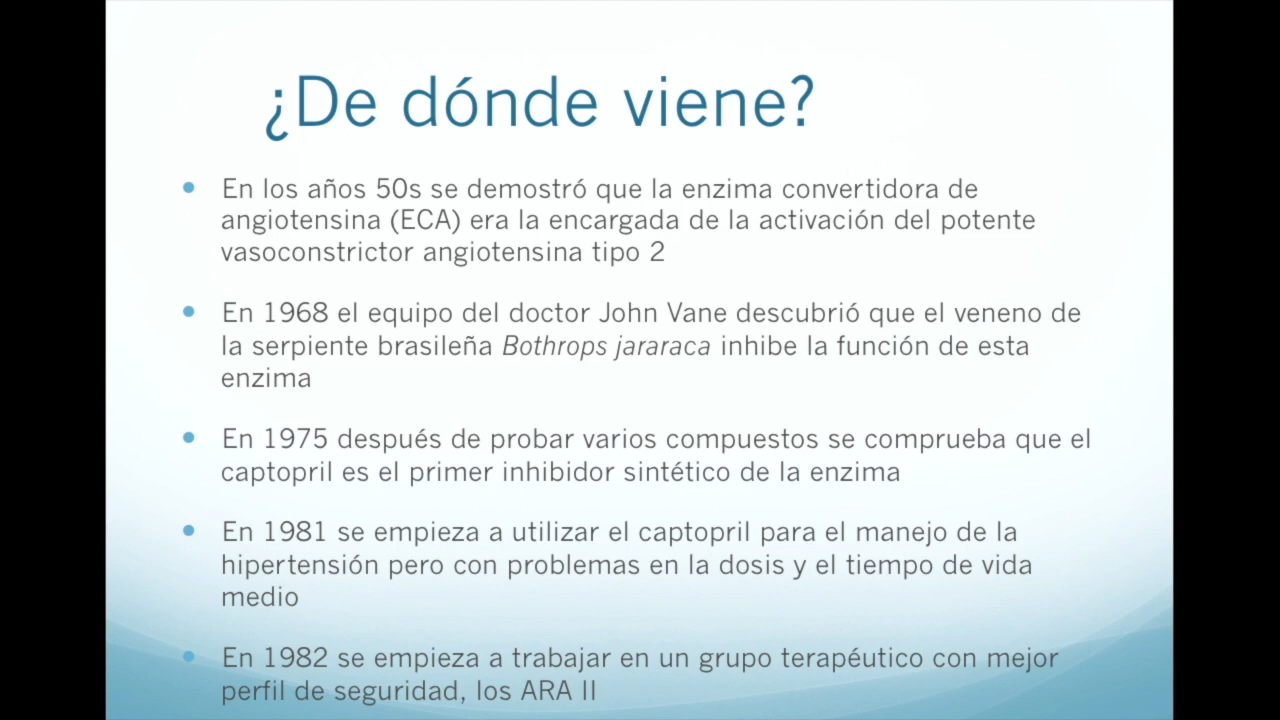 ¿De dónde viene?
• En los años 50s se demostró que la enzima convertidora de
angiotensina (ECA) era la encargada de la activación del potente
vasoconstrictor angiotensina tipo 2
• En 1968 el equipo del doctor John Vane descubrió que el veneno de
la serpiente brasileña Bothrops jararaca inhibe la función de esta
enzima
• En 1975 después de probar varios compuestos se comprueba que el
captopril es el primer inhibidor sintético de la enzima
• En 1981 se empieza a utilizar el captopril para el manejo de la
hipertensión pero con problemas en la dosis y el tiempo de vida
medio
• En 1982 se empieza a trabajar en un grupo terapéutico con mejor
perfil de seguridad, los ARA II